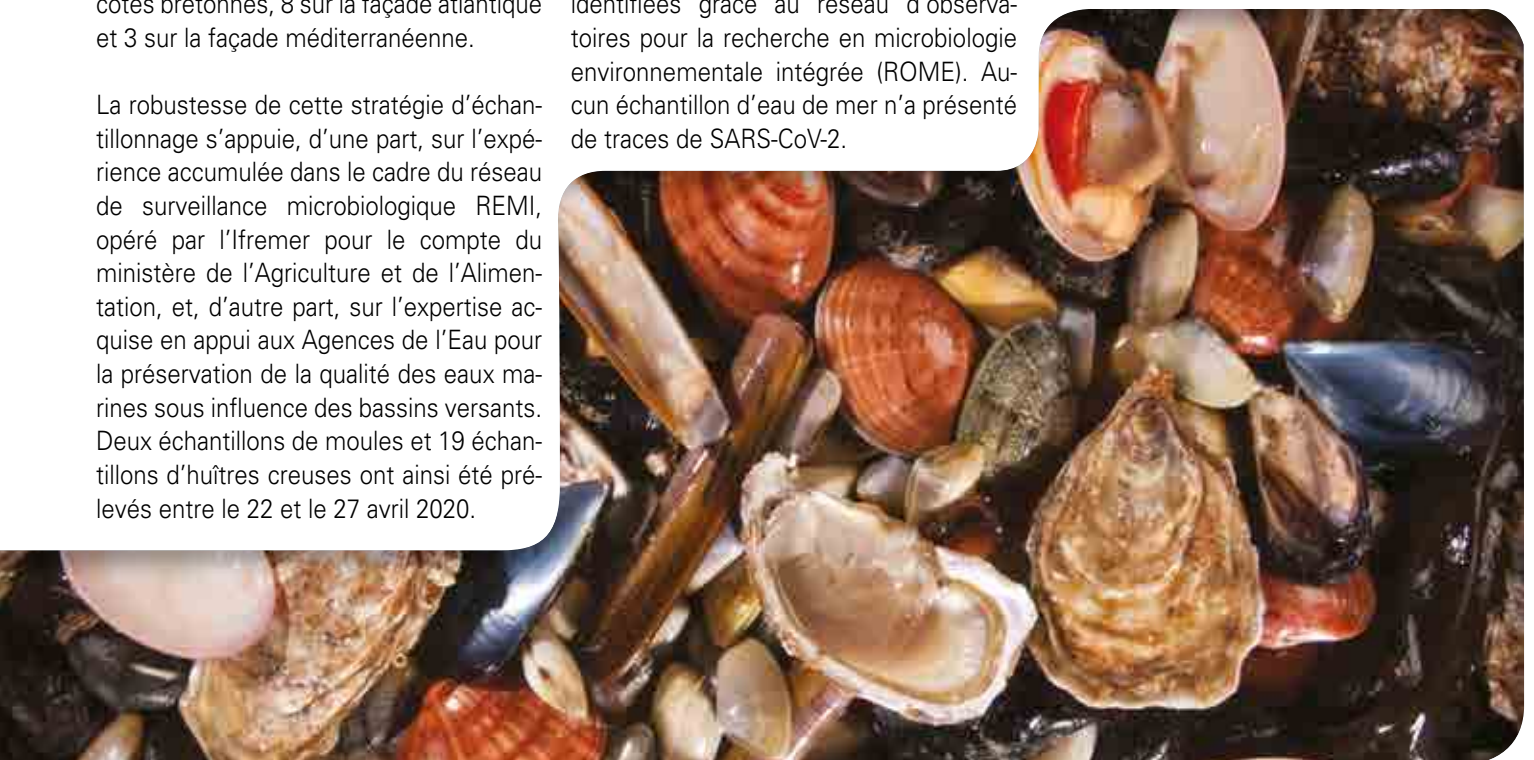 côtes bretonnes, 8 sur la façade atlantique
et 3 sur la façade méditerranéenne.
La robustesse de cette stratégie d’échan-
tillonnage s’appuie, d’une part, sur l’expé-
rience accumulée dans le cadre du réseau
de surveillance microbiologique REMI,
opéré par l’Ifremer pour le compte du
ministère de l’Agriculture et de l’Alimen-
tation, et, d’autre part, sur l’expertise ac-
quise en appui aux Agences de l’Eau pour
la préservation de la qualité des eaux ma-
rines sous influence des bassins versants.
Deux échantillons de moules et 19 échan-
tillons d’huîtres creuses ont ainsi été pré-
levés entre le 22 et le 27 avril 2020.
identifiées grâce au réseau d’observa-
toires pour la recherche en microbiologie
environnementale intégrée (ROME). Au-
cun échantillon d’eau de mer n’a présenté
de traces de SARS-CoV-2.